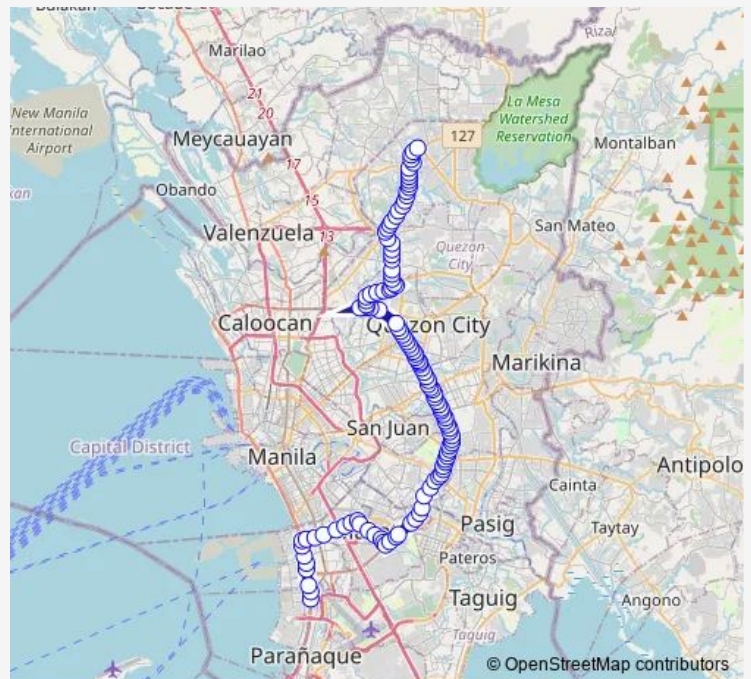 Marilao
Rizal
21
20
New Manila
International
Airport
Meycauayan
127
La Mesa
Watershed
Reservation
Montalban
17
Obando
15
Valenzuela
13
San Mateo
Quezon
City
Caloocan
Quezon City
Marikina
San Juan
Capital District
Manila
Antipolo
Cainta
Pasig
Taytay
Pateros
Taguig
Angono
Taguig
Parañaque
© OpenStreetMap contributors